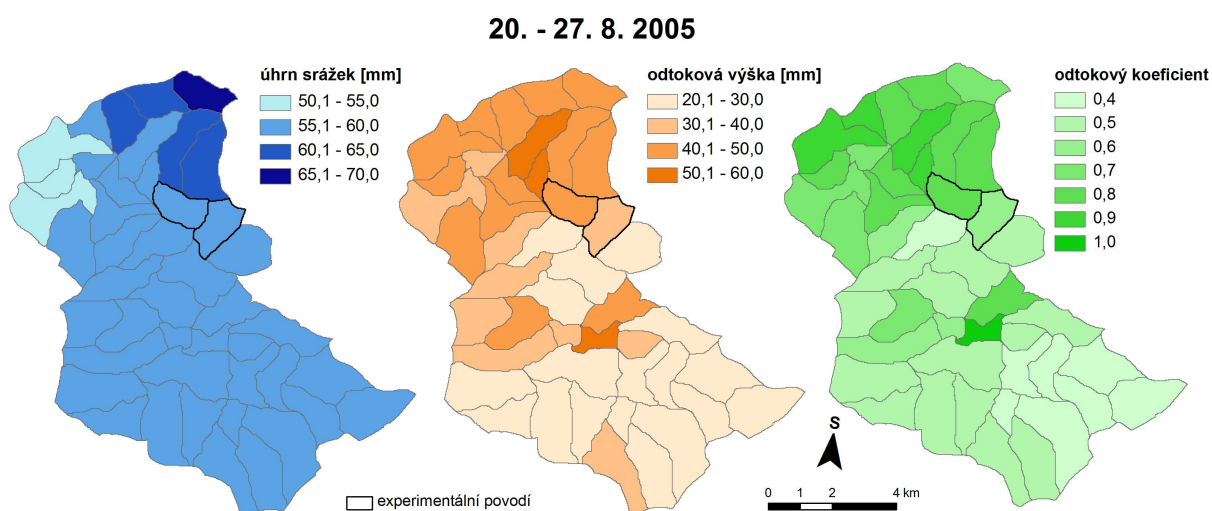 20. - 27. 8. 2005
úhrn srážek [mm]
50,1 - 55,0
55,1 - 60,0
60,1 - 65,0
65,1 - 70,0
odtoková výška [mm]
20,1 - 30,0
30,1 - 40,0
40,1 - 50,0
50,1 - 60,0
odtokový koeficient
0,4
0,5
0,6
0,7
0,8
0,9
1,0
experimentální povodí
S
0 1 2 4 km